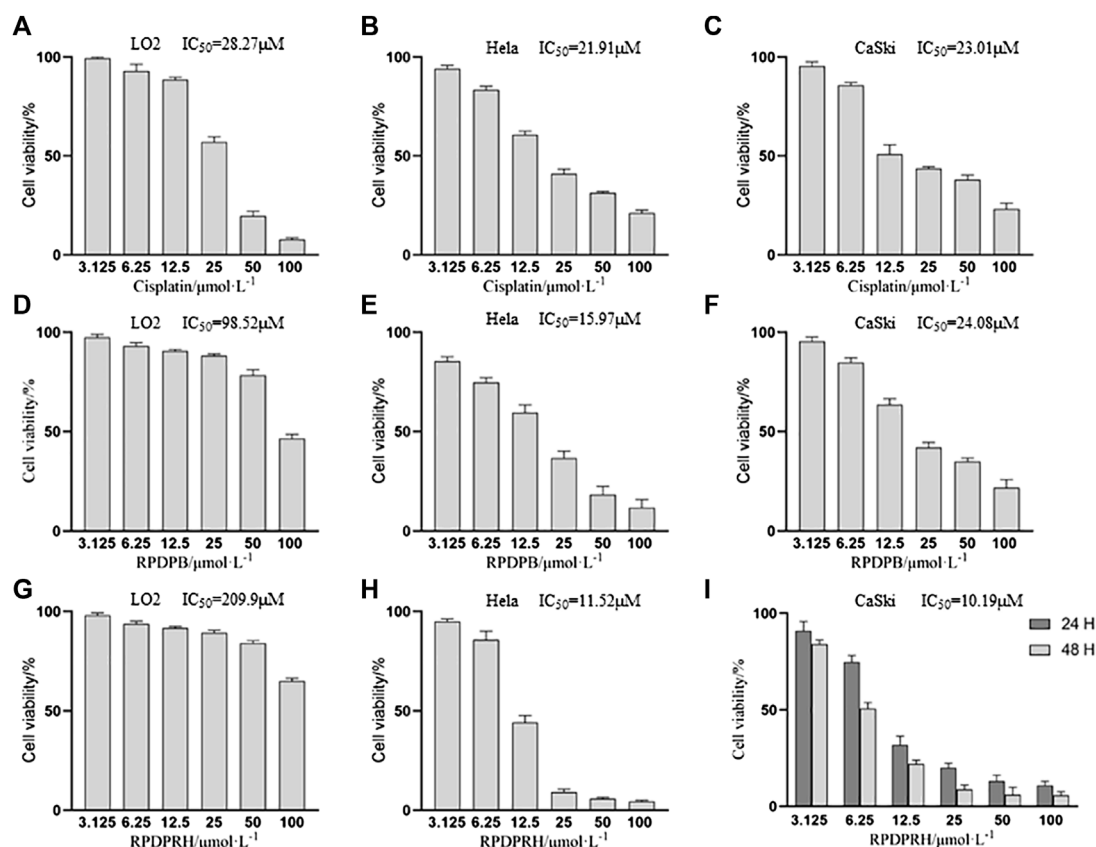 A
LO2 IC50=28.27μM
Cell viability/%
100
50
0
3.125 6.25 12.5 25 50 100
Cisplatin/μmol·L⁻¹
B
Hela IC50=21.91μM
Cell viability/%
100
50
0
3.125 6.25 12.5 25 50 100
Cisplatin/μmol·L⁻¹
C
CaSki IC50=23.01μM
Cell viability/%
100
50
0
3.125 6.25 12.5 25 50 100
Cisplatin/μmol·L⁻¹
D
LO2 IC50=98.52μM
Cell viability/%
100
50
0
3.125 6.25 12.5 25 50 100
RPDPB/μmol·L⁻¹
E
Hela IC50=15.97μM
Cell viability/%
100
50
0
3.125 6.25 12.5 25 50 100
RPDPB/μmol·L⁻¹
F
CaSki IC50=24.08μM
Cell viability/%
100
50
0
3.125 6.25 12.5 25 50 100
RPDPB/μmol·L⁻¹
G
LO2 IC50=209.9μM
Cell viability/%
100
50
0
3.125 6.25 12.5 25 50 100
RPDPRH/μmol·L⁻¹
H
Hela IC50=11.52μM
Cell viability/%
100
50
0
3.125 6.25 12.5 25 50 100
RPDPRH/μmol·L⁻¹
I
CaSki IC50=10.19μM
24 H
48 H
Cell viability/%
100
50
0
3.125 6.25 12.5 25 50 100
RPDPRH/μmol·L⁻¹